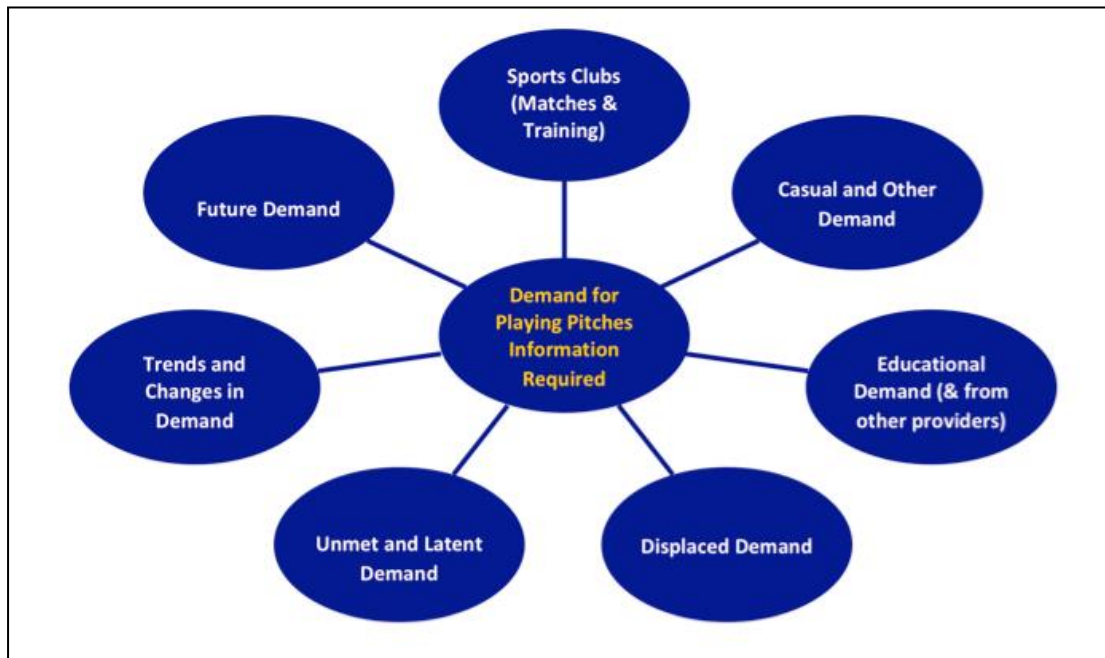 Sports Clubs
(Matches &
Training)
Casual and Other
Demand
Educational
Demand (& from
other providers)
Displaced Demand
Unmet and Latent
Demand
Trends and
Changes in
Demand
Future Demand
Demand for
Playing Pitches
Information
Required